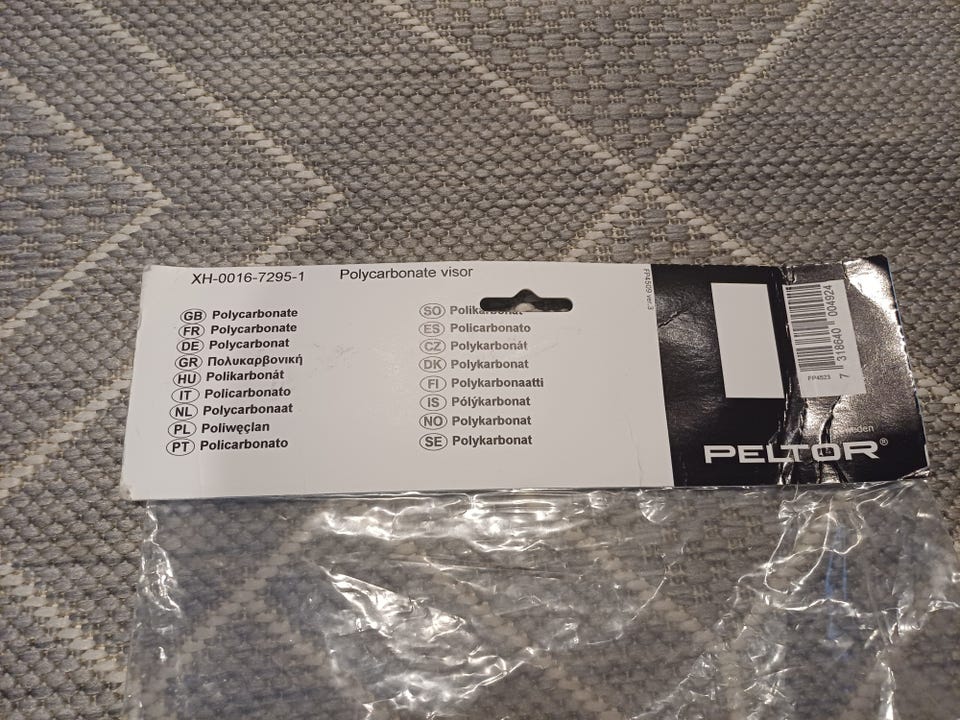 XH-0016-7295-1 Polycarbonate visor
GB Polycarbonate
FR Polycarbonate
DE Polycarbonat
GR Πολυκαρβονική
HU Polikarbonát
IT Policarbonato
NL Polycarbonaat
PL Poliwęclan
PT Policarbonato
SO Polikarbonat
ES Policarbonato
CZ Polykarbonát
DK Polykarbonat
FI Polykarbonaatti
IS Pólýkarbonat
NO Polykarbonat
SE Polykarbonat
FP4509 ver.3
FP4523
7 318640 004924
Sweden
PELTOR®